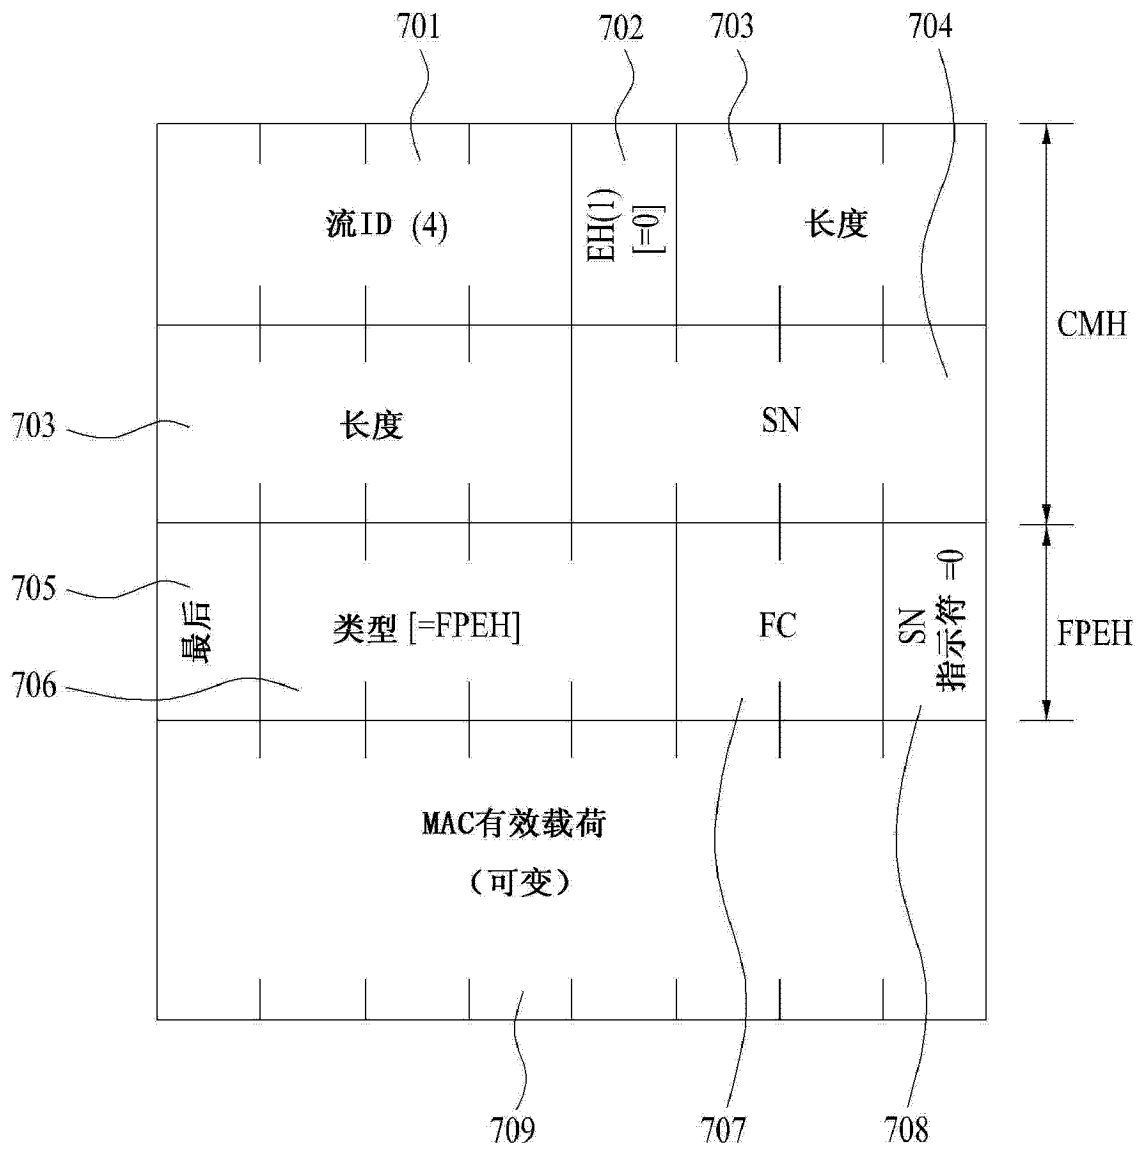 701
702
703
704
流ID (4)
EH(1)
[=0]
长度
CMH
703
长度
SN
705
最后
类型 [=FPEH]
FC
SN
指示符 =0
FPEH
706
MAC有效载荷
(可变)
709
707
708